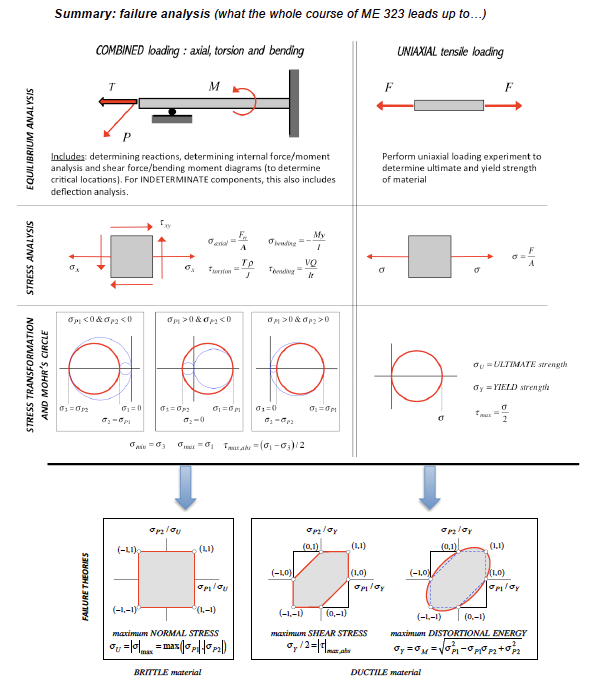 Summary: failure analysis (what the whole course of ME 323 leads up to…)
COMBINED loading : axial, torsion and bending
UNIAXIAL tensile loading
EQUILIBRIUM ANALYSIS
T
M
P
F
F
Includes: determining reactions, determining internal force/moment
analysis and shear force/bending moment diagrams (to determine
critical locations). For INDETERMINATE components, this also includes
deflection analysis.
Perform uniaxial loading experiment to
determine ultimate and yield strength
of material
STRESS ANALYSIS
τxy
σx
σx
σaxial = Fn/A
σbending = −My/I
τtorsion = Tρ/J
τbending = VQ/It
σ
σ
σ = F/A
STRESS TRANSFORMATION
AND MOHR'S CIRCLE
σP1 < 0 & σP2 < 0
σP1 > 0 & σP2 < 0
σP1 > 0 & σP2 > 0
σ3 = σP2
σ1 = 0
σ2 = σP1
σ3 = σP2
σ1 = σP1
σ2 = 0
σ3 = 0
σ1 = σP1
σ2 = σP2
σ
σU = ULTIMATE strength
σY = YIELD strength
τmax = σ/2
σmin = σ3 σmax = σ1 τmax,abs = (σ1 − σ3) / 2
FAILURE THEORIES
σP2 / σU
(−1,1)
(1,1)
σP1 / σU
(−1,−1)
(1,−1)
maximum NORMAL STRESS
σU = |σ|max = max(|σP1|,|σP2|)
σP2 / σY
(0,1)
(1,1)
(−1,0)
(1,0)
σP1 / σY
(−1,−1)
(0,−1)
maximum SHEAR STRESS
σY / 2 = |τ|max,abs
σP2 / σY
(0,1)
(1,1)
(−1,0)
(1,0)
σP1 / σY
(−1,−1)
(0,−1)
maximum DISTORTIONAL ENERGY
σY = σM = √(σ²P1 − σP1σP2 + σ²P2)
BRITTLE material
DUCTILE material